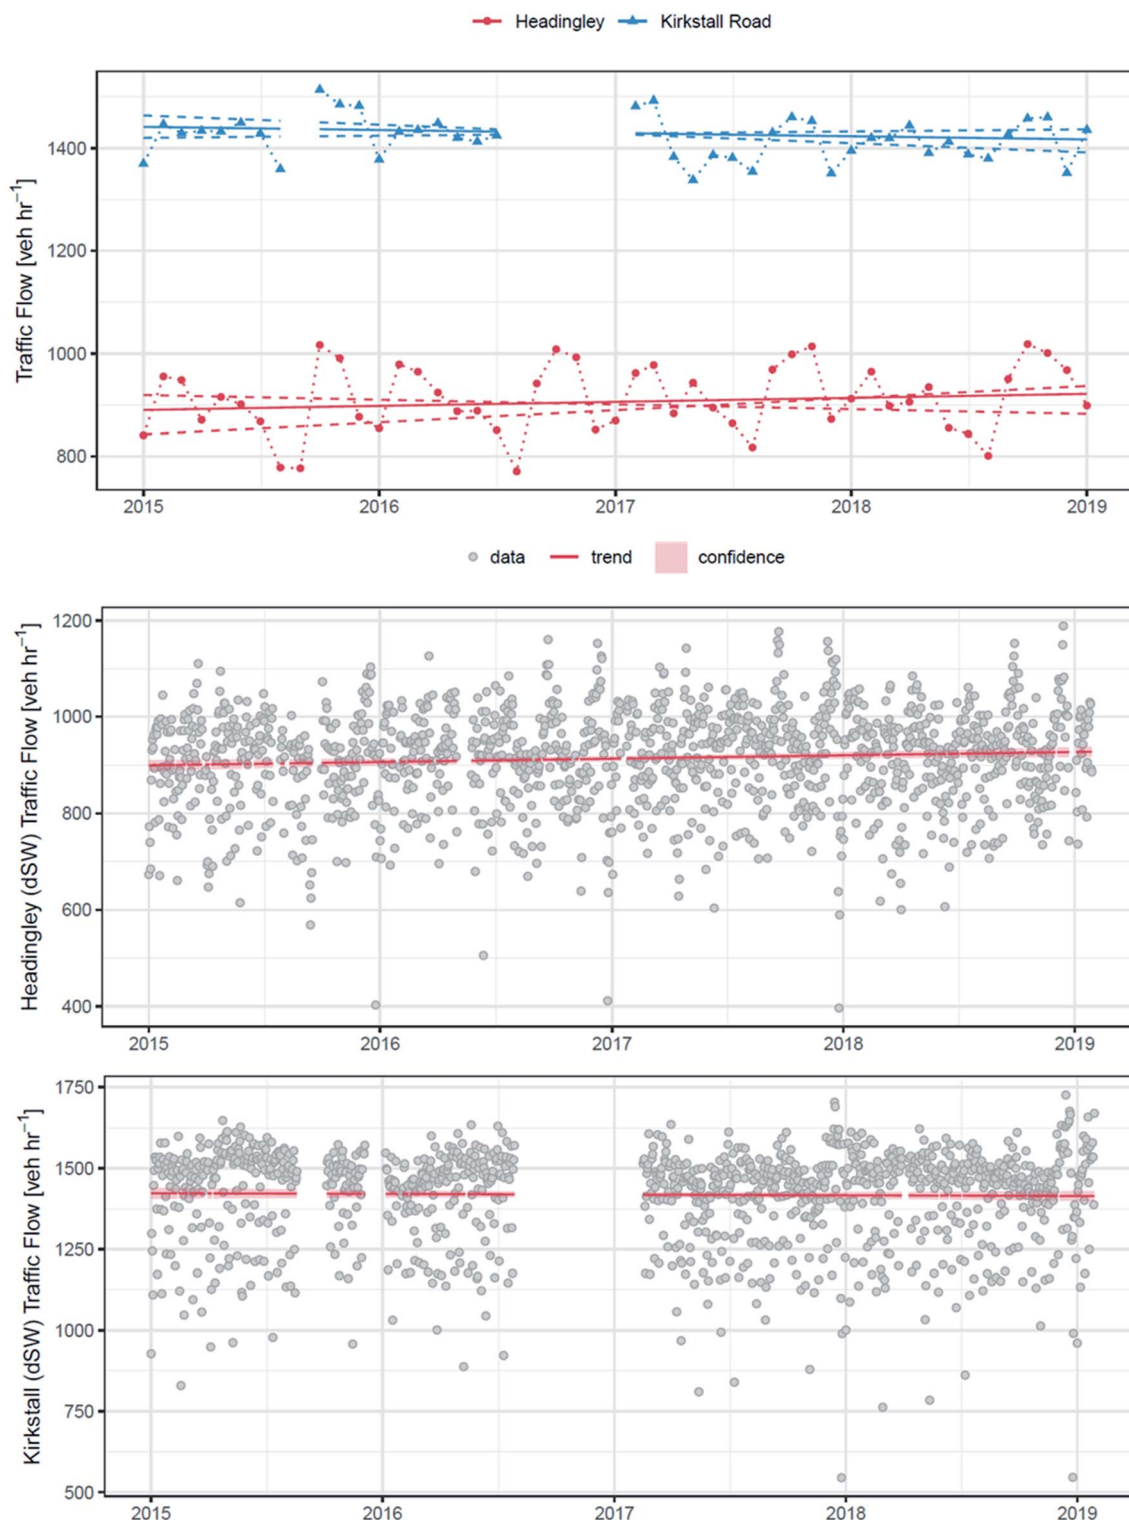 Headingley Kirkstall Road
Traffic Flow [veh hr⁻¹]
1400
1200
1000
800
2015 2016 2017 2018 2019
data trend confidence
Headingley (dSW) Traffic Flow [veh hr⁻¹]
1200
1000
800
600
400
2015 2016 2017 2018 2019
Kirkstall (dSW) Traffic Flow [veh hr⁻¹]
1750
1500
1250
1000
750
500
2015 2016 2017 2018 2019